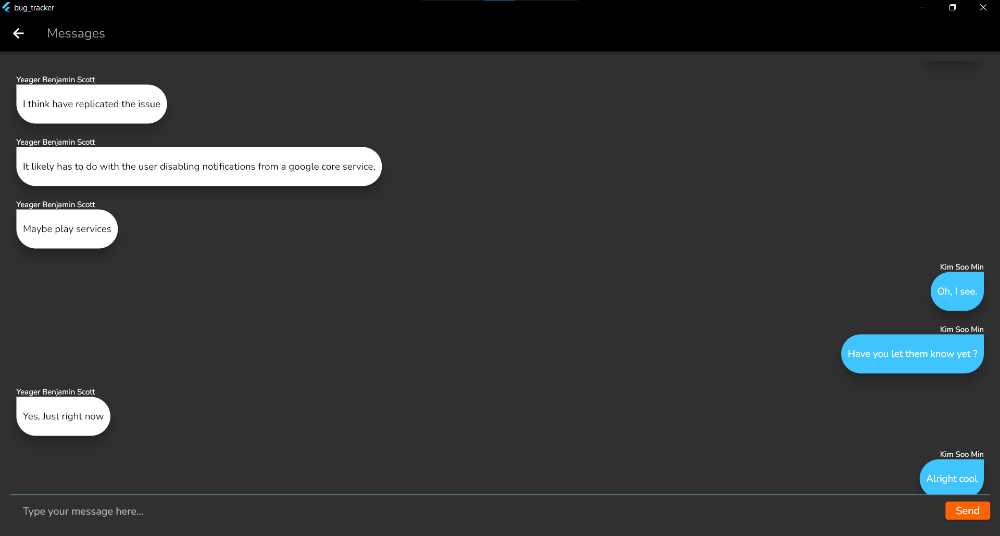 bug_tracker
Messages
Yeager Benjamin Scott
I think have replicated the issue
Yeager Benjamin Scott
It likely has to do with the user disabling notifications from a google core service,
Yeager Benjamin Scott
Maybe play services
Kim Soo Min
Oh, I see.
Kim Soo Min
Have you let them know yet ?
Yeager Benjamin Scott
Yes, Just right now
Kim Soo Min
Alright cool
Type your message here...
Send